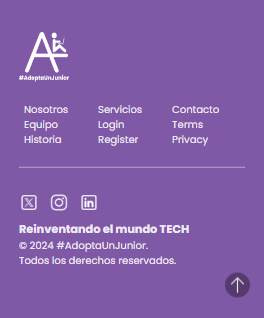 #AdoptaUnJunior
Nosotros Servicios Contacto
Equipo Login Terms
Historia Register Privacy
Reinventando el mundo TECH
© 2024 #AdoptaUnJunior.
Todos los derechos reservados.